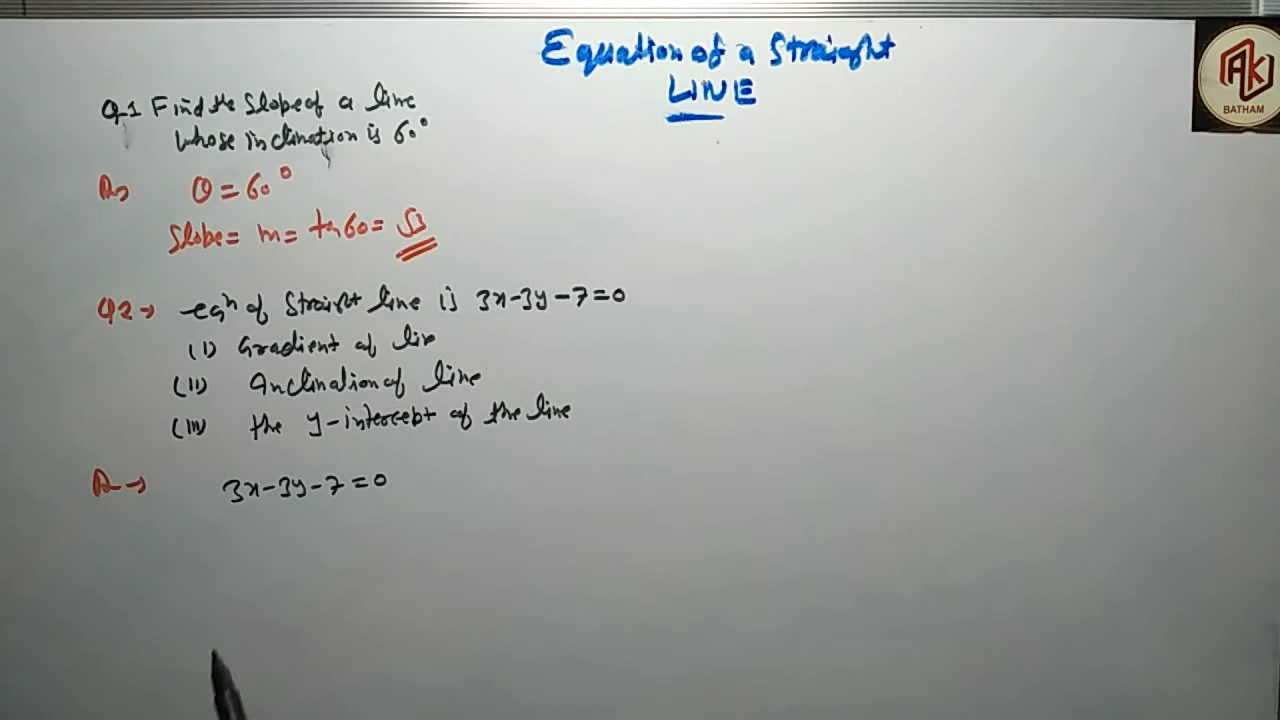 Equation of a Straight
LINE
AK
BATHAM
Q-1 Find the Slope of a line
whose inclination is 60°
θ = 60°
Slope = m = tan 60 = √3
Q2→ eqn of Straight line is 3x-3y-7=0
(I) Gradient of line
(II) Inclination of line
(III) the y-intercept of the line
3x-3y-7=0